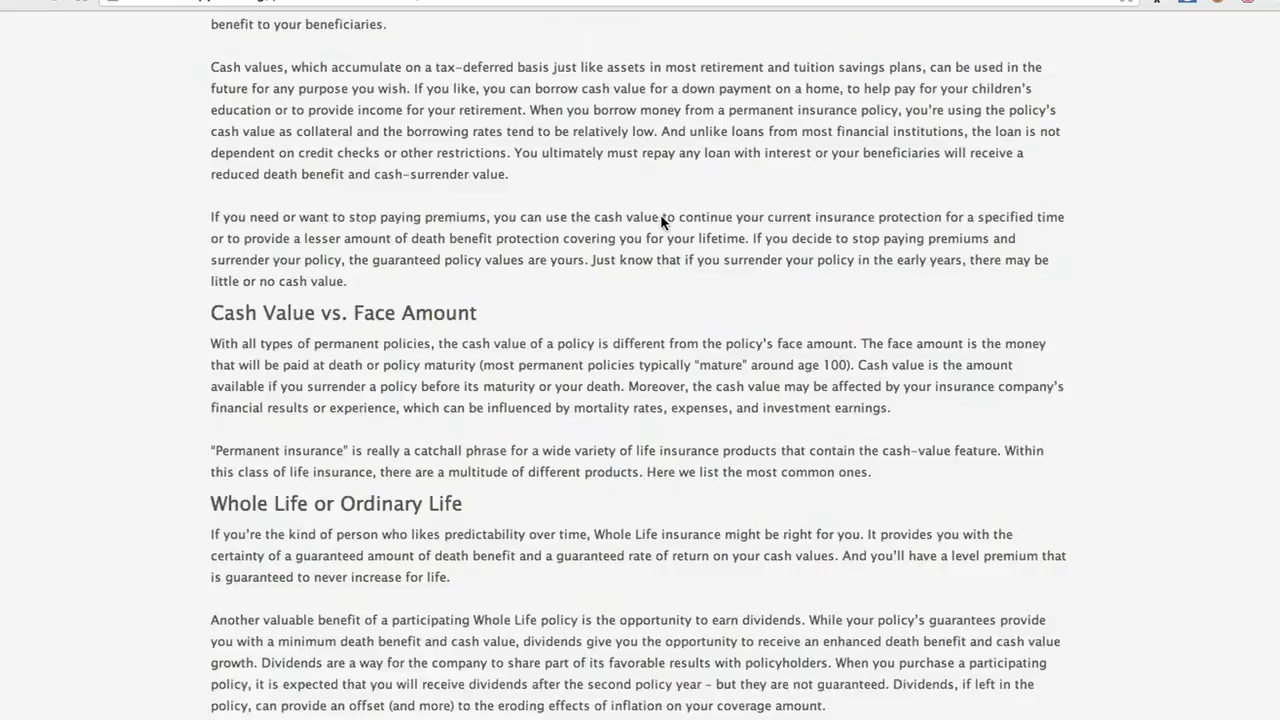 benefit to your beneficiaries.
Cash values, which accumulate on a tax-deferred basis just like assets in most retirement and tuition savings plans, can be used in the
future for any purpose you wish. If you like, you can borrow cash value for a down payment on a home, to help pay for your children's
education or to provide income for your retirement. When you borrow money from a permanent insurance policy, you're using the policy's
cash value as collateral and the borrowing rates tend to be relatively low. And unlike loans from most financial institutions, the loan is not
dependent on credit checks or other restrictions. You ultimately must repay any loan with interest or your beneficiaries will receive a
reduced death benefit and cash-surrender value.
If you need or want to stop paying premiums, you can use the cash value to continue your current insurance protection for a specified time
or to provide a lesser amount of death benefit protection covering you for your lifetime. If you decide to stop paying premiums and
surrender your policy, the guaranteed policy values are yours. Just know that if you surrender your policy in the early years, there may be
little or no cash value.
Cash Value vs. Face Amount
With all types of permanent policies, the cash value of a policy is different from the policy's face amount. The face amount is the money
that will be paid at death or policy maturity (most permanent policies typically "mature" around age 100). Cash value is the amount
available if you surrender a policy before its maturity or your death. Moreover, the cash value may be affected by your insurance company's
financial results or experience, which can be influenced by mortality rates, expenses, and investment earnings.
"Permanent insurance" is really a catchall phrase for a wide variety of life insurance products that contain the cash-value feature. Within
this class of life insurance, there are a multitude of different products. Here we list the most common ones.
Whole Life or Ordinary Life
If you're the kind of person who likes predictability over time, Whole Life insurance might be right for you. It provides you with the
certainty of a guaranteed amount of death benefit and a guaranteed rate of return on your cash values. And you'll have a level premium that
is guaranteed to never increase for life.
Another valuable benefit of a participating Whole Life policy is the opportunity to earn dividends. While your policy's guarantees provide
you with a minimum death benefit and cash value, dividends give you the opportunity to receive an enhanced death benefit and cash value
growth. Dividends are a way for the company to share part of its favorable results with policyholders. When you purchase a participating
policy, it is expected that you will receive dividends after the second policy year – but they are not guaranteed. Dividends, if left in the
policy, can provide an offset (and more) to the eroding effects of inflation on your coverage amount.